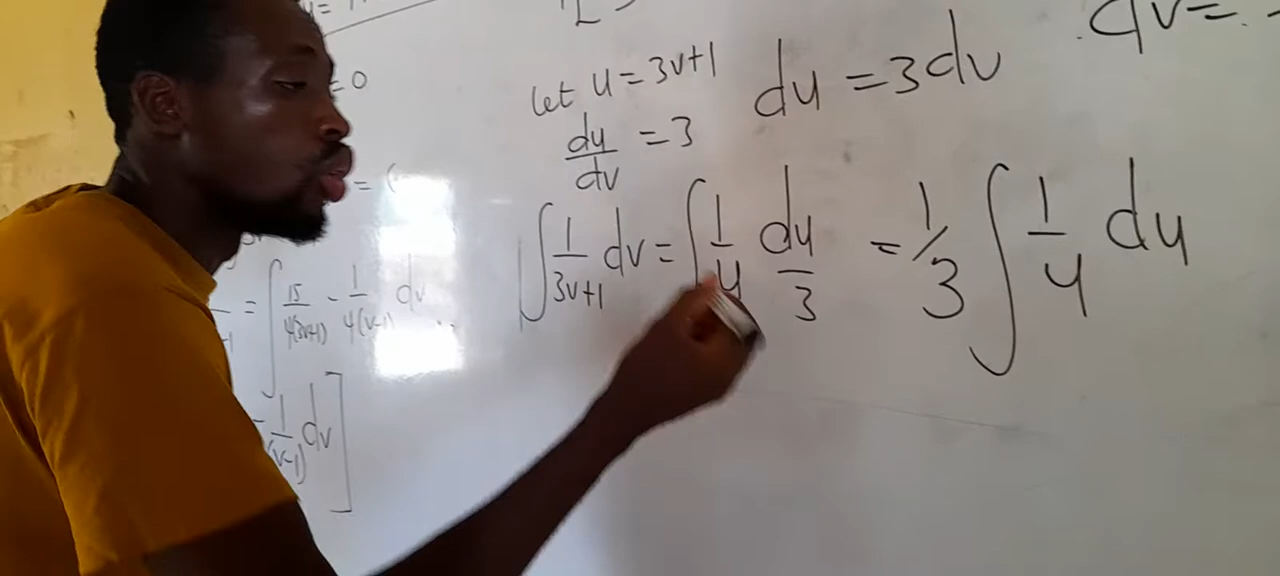 = 0
let u = 3v+1
du = 3dv
dv=
du/dv = 3
= (
∫ 1/(3v+1) dv = ∫ 1/u du/3 = 1/3 ∫ 1/u du
= ∫ 15/4(3v+1) - 1/4(v-1) dv
- 1/(v-1) dv ]